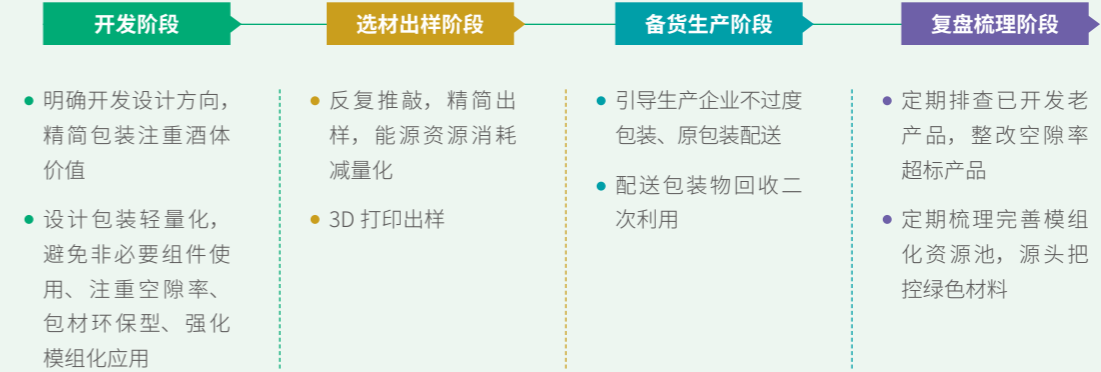 开发阶段
明确开发设计方向，
精简包装注重酒体
价值
设计包装轻量化，
避免非必要组件使
用、注重空隙率、
包材环保型、强化
模组化应用
选材出样阶段
反复推敲，精简出
样，能源资源消耗
减量化
3D 打印出样
备货生产阶段
引导生产企业不过度
包装、原包装配送
配送包装物回收二
次利用
复盘梳理阶段
定期排查已开发老
产品，整改空隙率
超标产品
定期梳理完善模组
化资源池，源头把
控绿色材料